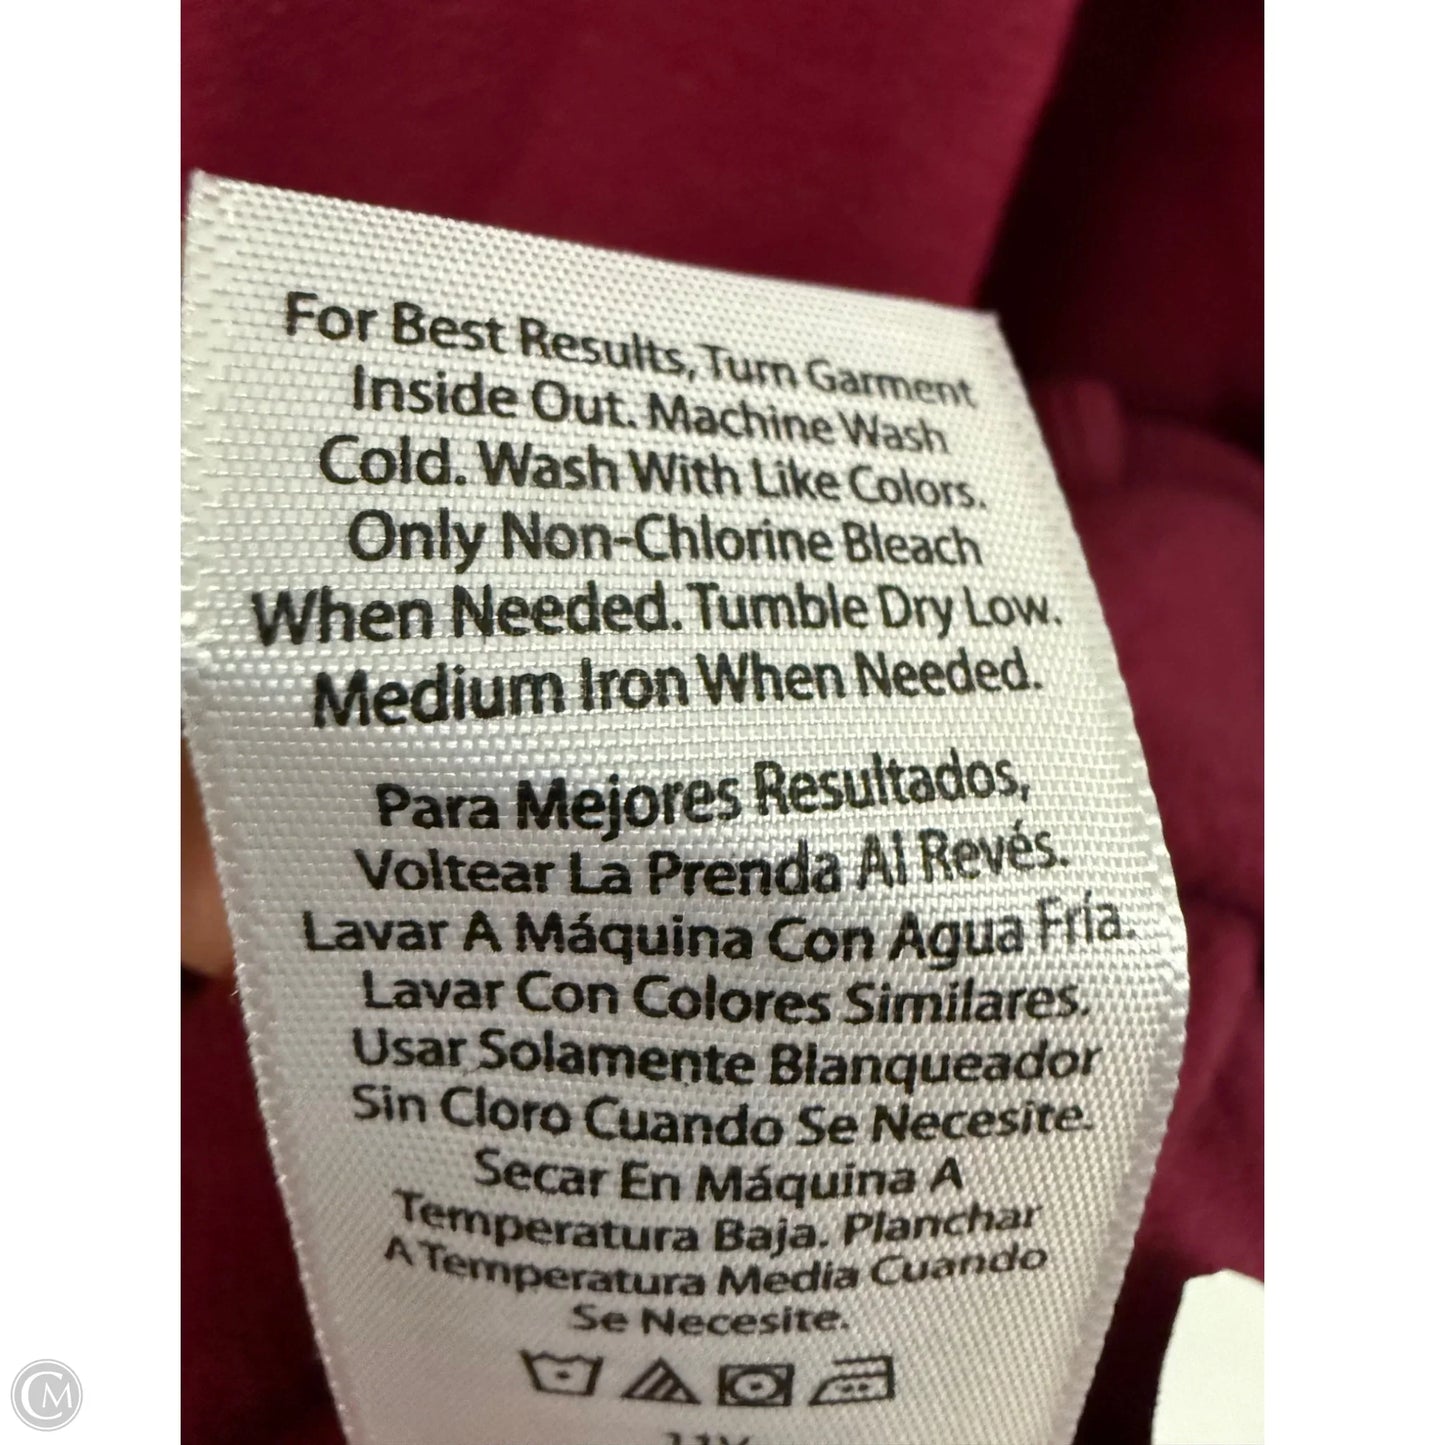 For Best Results, Turn Garment
Inside Out. Machine Wash
Cold. Wash With Like Colors.
Only Non-Chlorine Bleach
When Needed. Tumble Dry Low.
Medium Iron When Needed.
Para Mejores Resultados,
Voltear La Prenda Al Revés.
Lavar A Máquina Con Agua Fría.
Lavar Con Colores Similares.
Usar Solamente Blanqueador
Sin Cloro Cuando Se Necesite.
Secar En Máquina A
Temperatura Baja. Planchar
A Temperatura Media Cuando
Se Necesite.
CM